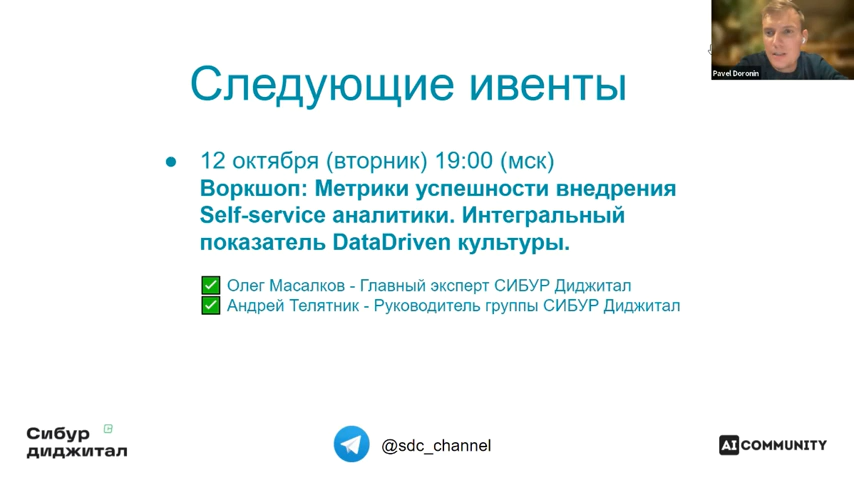 Pavel Doronin
Следующие ивенты
● 12 октября (вторник) 19:00 (мск)
Воркшоп: Метрики успешности внедрения
Self-service аналитики. Интегральный
показатель DataDriven культуры.
✅ Олег Масалков - Главный эксперт СИБУР Диджитал
✅ Андрей Телятник - Руководитель группы СИБУР Диджитал
Сибур
диджитал
@sdc_channel
AI COMMUNITY